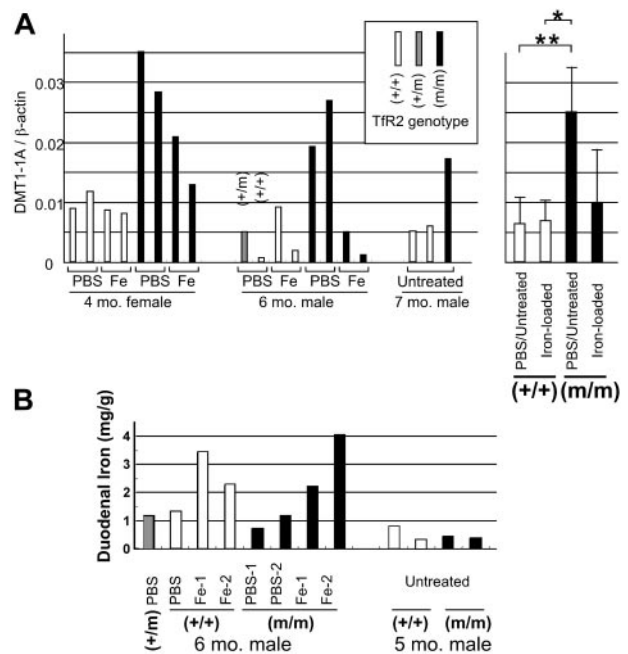 A
*
**
DMT1-1A / β-actin
0.03
0.02
0.01
0
(+/+)
(+/m)
(m/m)
TfR2 genotype
(+/m)
(+/+)
PBS Fe PBS Fe
4 mo. female
PBS Fe PBS Fe
6 mo. male
Untreated
7 mo. male
PBS/Untreated
Iron-loaded
PBS/Untreated
Iron-loaded
(+/+) (m/m)
B
Duodenal Iron (mg/g)
4
3
2
1
0
PBS
PBS
Fe-1
Fe-2
PBS-1
PBS-2
Fe-1
Fe-2
Untreated
(+/m)
(+/+)
(m/m)
(+/+)
(m/m)
6 mo. male
5 mo. male